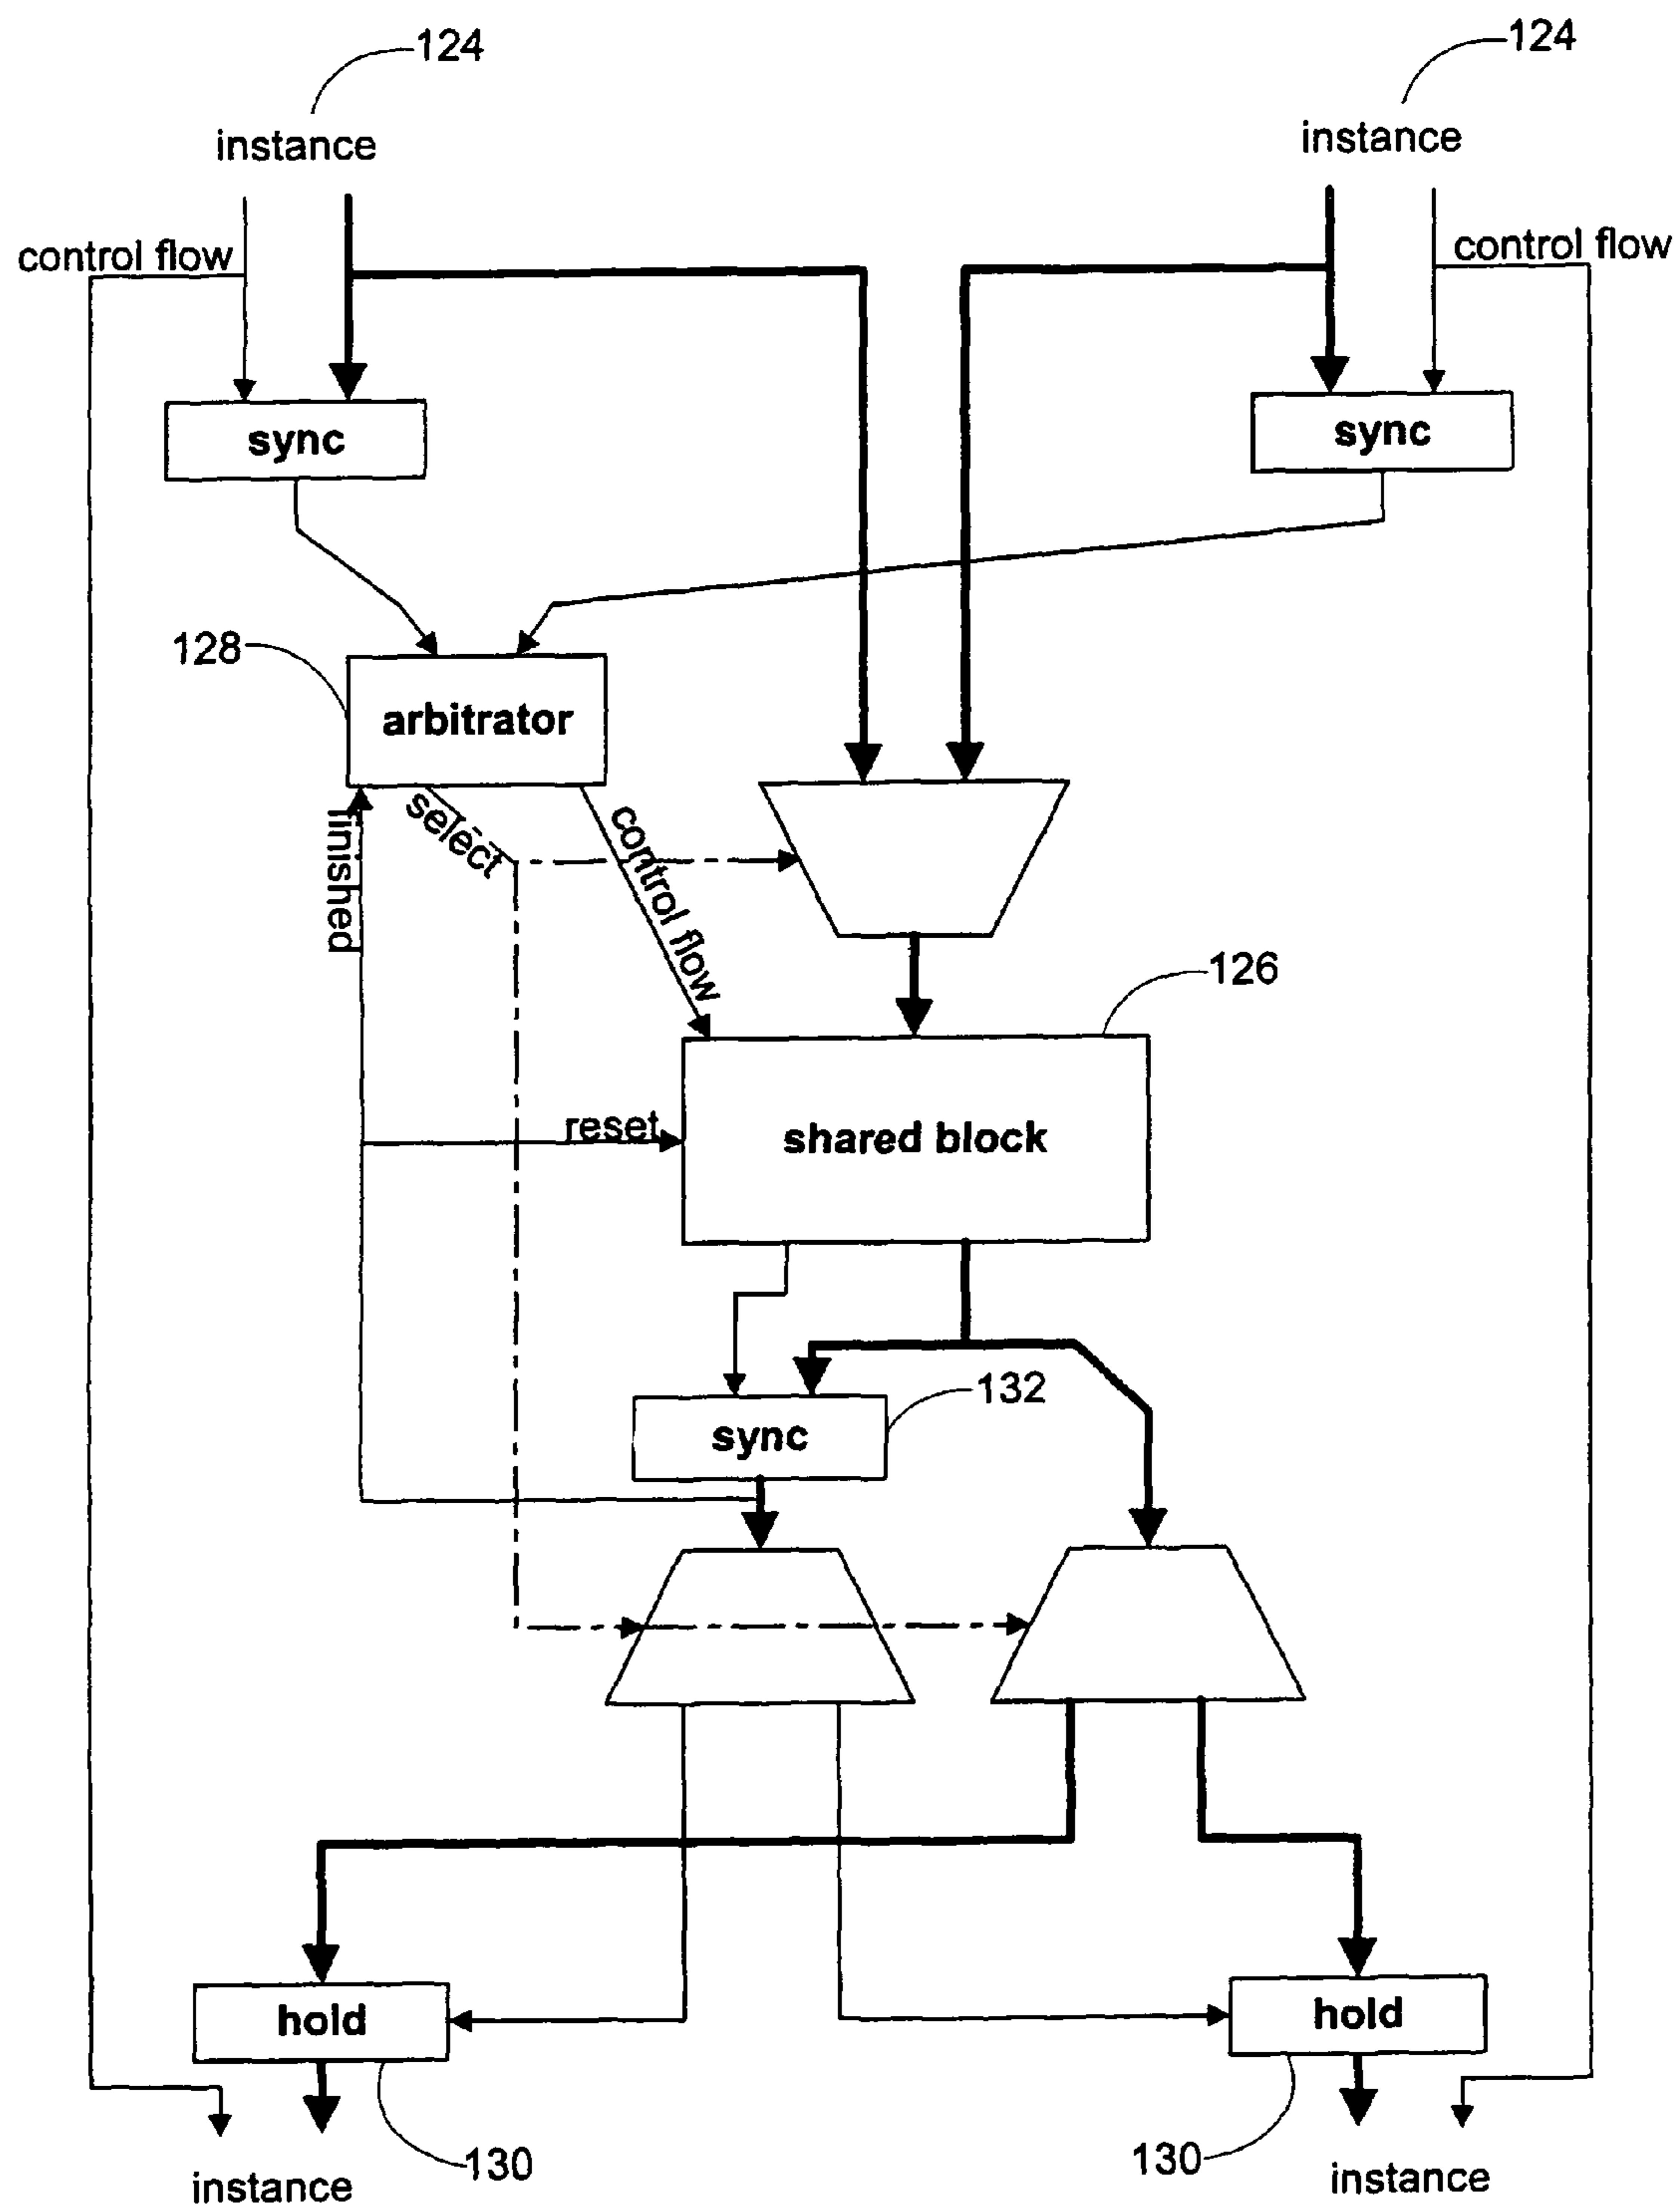 124
124
instance
instance
control flow
control flow
sync
sync
128
arbitrator
finished
select
control flow
126
reset
shared block
132
sync
hold
hold
130
130
instance
instance